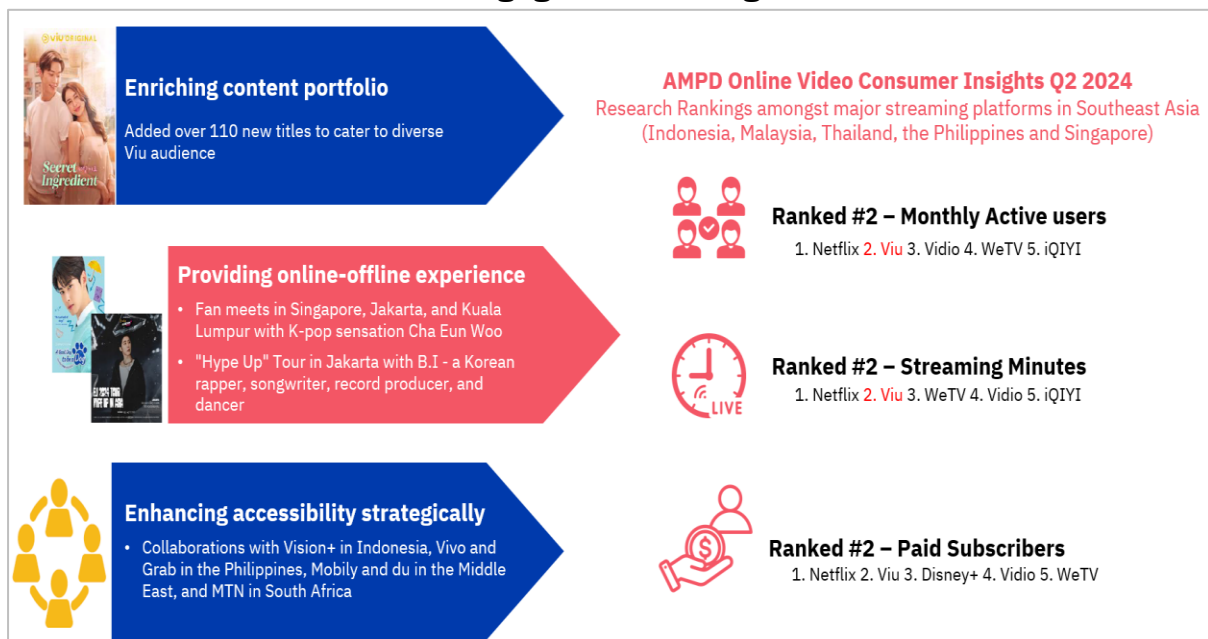 viu ORIGINAL
Secret
Ingredient
Enriching content portfolio
Added over 110 new titles to cater to diverse
Viu audience
Providing online-offline experience
• Fan meets in Singapore, Jakarta, and Kuala
Lumpur with K-pop sensation Cha Eun Woo
• "Hype Up" Tour in Jakarta with B.I - a Korean
rapper, songwriter, record producer, and
dancer
Enhancing accessibility strategically
• Collaborations with Vision+ in Indonesia, Vivo and
Grab in the Philippines, Mobily and du in the Middle
East, and MTN in South Africa
AMPD Online Video Consumer Insights Q2 2024
Research Rankings amongst major streaming platforms in Southeast Asia
(Indonesia, Malaysia, Thailand, the Philippines and Singapore)
Ranked #2 – Monthly Active users
1. Netflix 2. Viu 3. Vidio 4. WeTV 5. iQIYI
LIVE
Ranked #2 – Streaming Minutes
1. Netflix 2. Viu 3. WeTV 4. Vidio 5. iQIYI
$
Ranked #2 – Paid Subscribers
1. Netflix 2. Viu 3. Disney+ 4. Vidio 5. WeTV